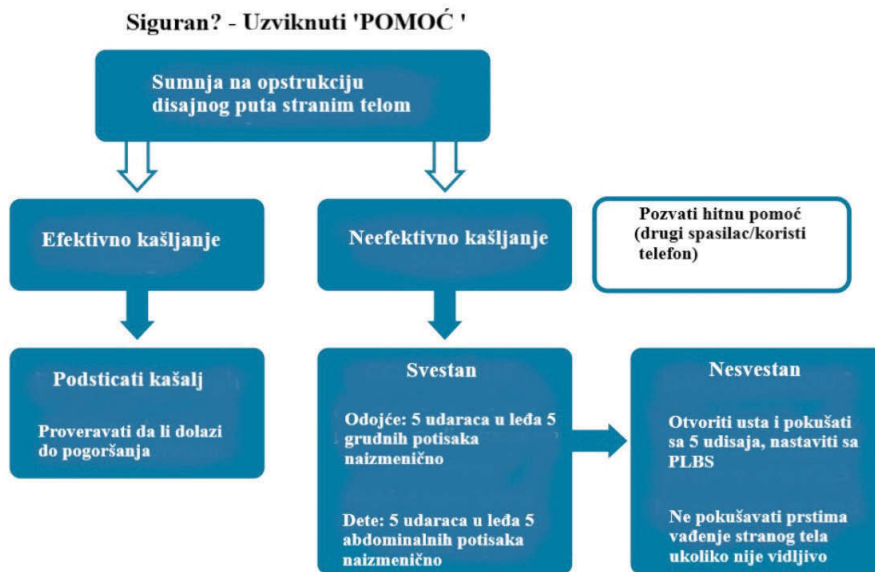 Siguran? - Uzviknuti 'POMOĆ '
Sumnja na opstrukciju
disajnog puta stranim telom
Efektivno kašljanje
Neefektivno kašljanje
Pozvati hitnu pomoć
(drugi spasilac/koristi
telefon)
Podsticati kašalj
Proveravati da li dolazi
do pogoršanja
Svestan
Odojče: 5 udaraca u leđa 5
grudnih potisaka
naizmenično
Dete: 5 udaraca u leđa 5
abdominalnih potisaka
naizmenično
Nesvestan
Otvoriti usta i pokušati
sa 5 udisaja, nastaviti sa
PLBS
Ne pokušavati prstima
vađenje stranog tela
ukoliko nije vidljivo